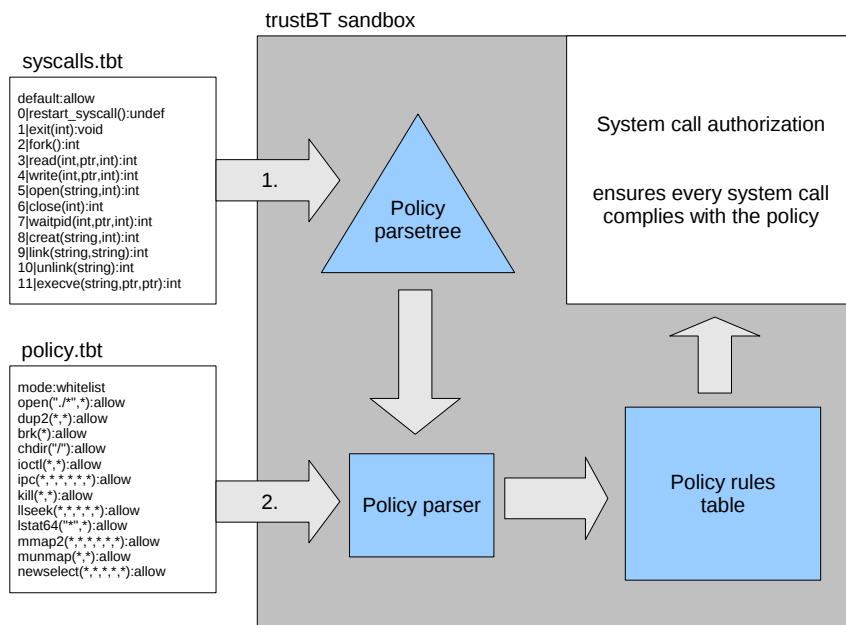 trustBT sandbox
syscalls.tbt
default:allow
0|restart_syscall():undef
1|exit(int):void
2|fork():int
3|read(int,ptr,int):int
4|write(int,ptr,int):int
5|open(string,int):int
6|close(int):int
7|waitpid(int,ptr,int):int
8|creat(string,int):int
9|link(string,string):int
10|unlink(string):int
11|execve(string,ptr,ptr):int
1.
Policy
parsetree
System call authorization
ensures every system call
complies with the policy
policy.tbt
mode:whitelist
open("./*",*):allow
dup2(*,*):allow
brk(*):allow
chdir("/"):allow
ioctl(*,*):allow
ipc(*,*,*,*,*,*):allow
kill(*,*):allow
llseek(*,*,*,*,*):allow
lstat64("*",*):allow
mmap2(*,*,*,*,*,*):allow
munmap(*,*):allow
newselect(*,*,*,*,*):allow
2.
Policy parser
Policy rules
table